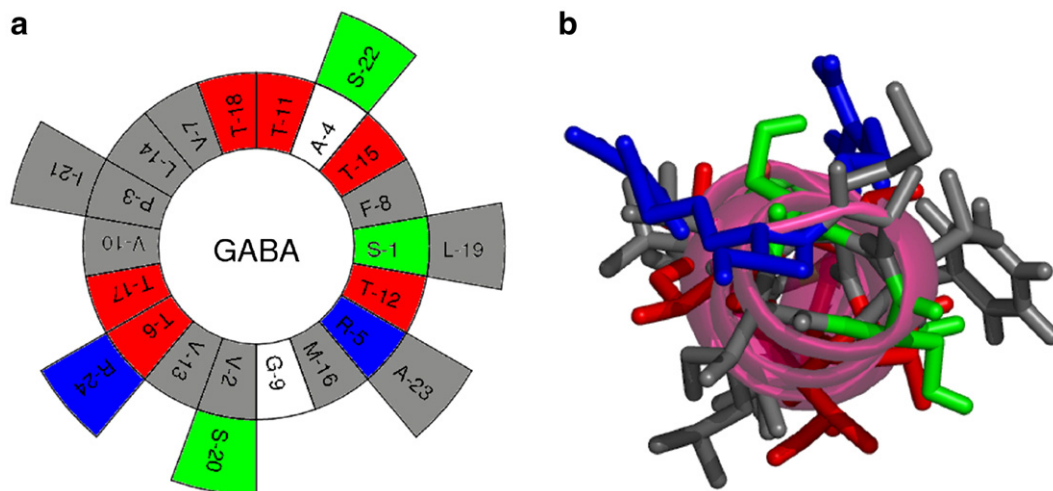 a
b
S-22
T-18
T-11
A-4
V-7
T-15
L-14
F-8
I-21
P-3
V-10
GABA
S-1
L-19
T-17
T-12
T-6
R-5
R-24
V-13
V-2
G-9
M-16
A-23
S-20